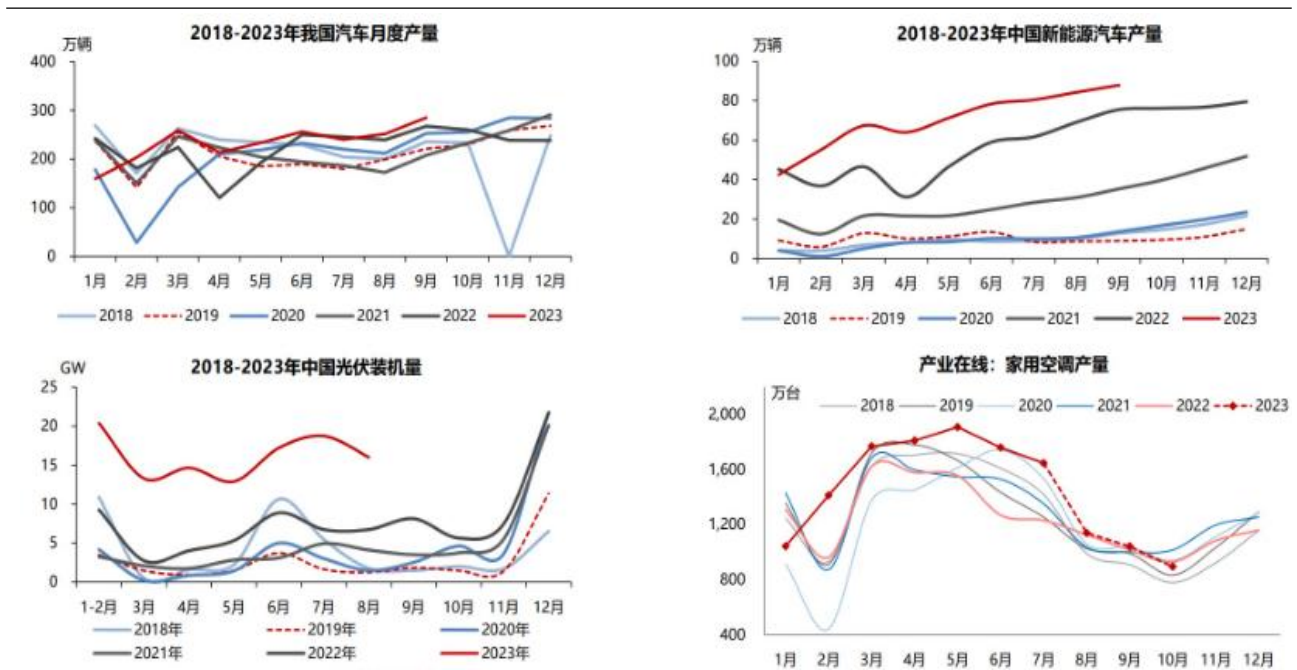 2018-2023年我国汽车月度产量
万辆
400
300
200
100
0
1月 2月 3月 4月 5月 6月 7月 8月 9月 10月 11月 12月
2018 2019 2020 2021 2022 2023
2018-2023年中国新能源汽车产量
万辆
100
80
60
40
20
0
1月 2月 3月 4月 5月 6月 7月 8月 9月 10月 11月 12月
2018 2019 2020 2021 2022 2023
2018-2023年中国光伏装机量
GW
25
20
15
10
5
0
1-2月 3月 4月 5月 6月 7月 8月 9月 10月 11月 12月
2018年 2019年 2020年
2021年 2022年 2023年
产业在线：家用空调产量
万台
2018 2019 2020 2021 2022 2023
2,000
1,600
1,200
800
400
1月 2月 3月 4月 5月 6月 7月 8月 9月 10月 11月 12月